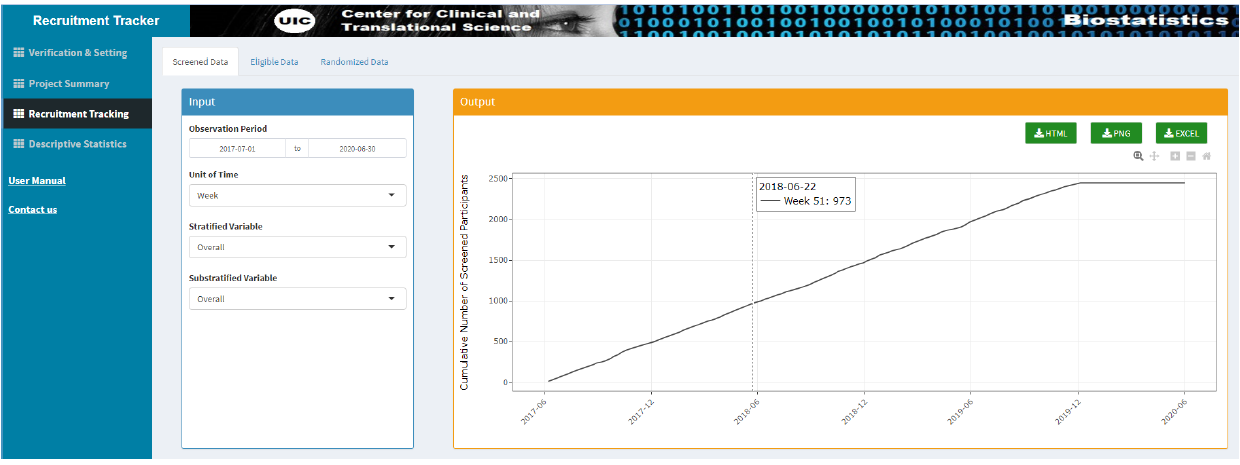 Recruitment Tracker
UIC
Center for Clinical and
Translational Science
Biostatistics
Verification & Setting
Project Summary
Recruitment Tracking
Descriptive Statistics
User Manual
Contact us
Screened Data
Eligible Data
Randomized Data
Input
Observation Period
2017-07-01 to 2020-06-30
Unit of Time
Week
Stratified Variable
Overall
Substratified Variable
Overall
Output
HTML
PNG
EXCEL
Cumulative Number of Screened Participants
2500
2000
1500
1000
500
0
2018-06-22
Week 51: 973
2017-06
2017-12
2018-06
2018-12
2019-06
2019-12
2020-06